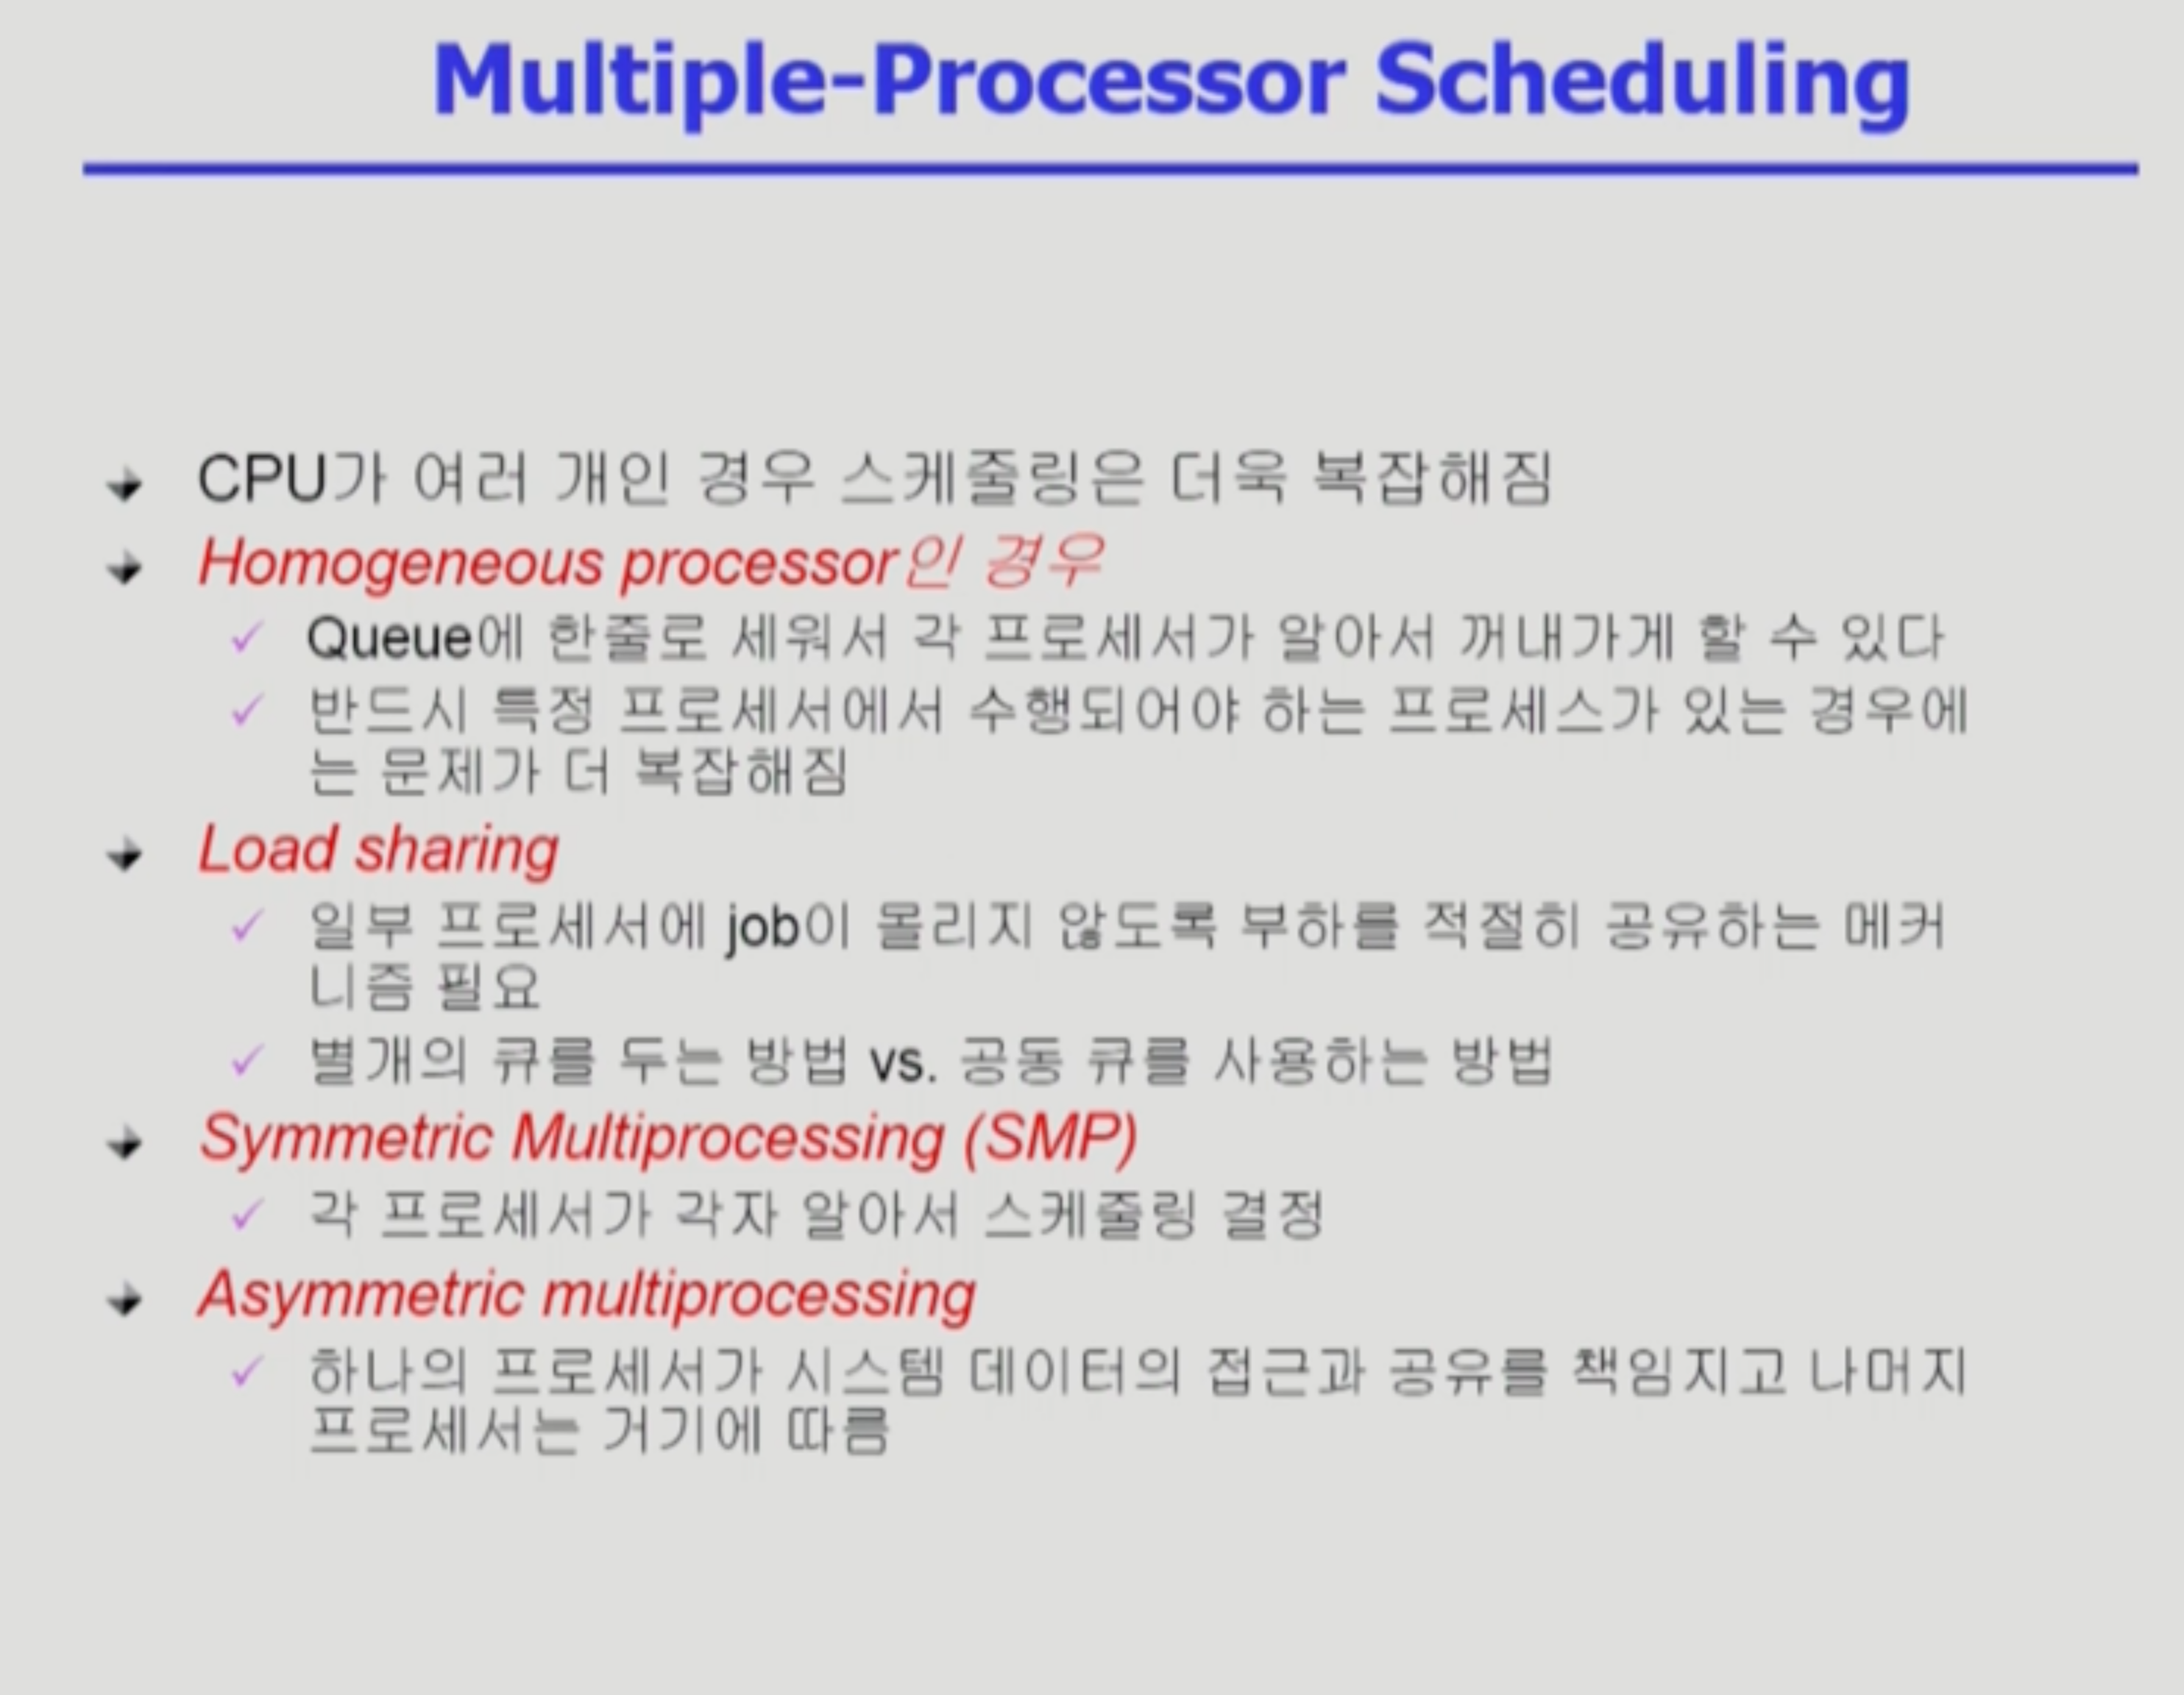 Multiple-Processor Scheduling
CPU가 여러 개인 경우 스케줄링은 더욱 복잡해짐
Homogeneous processor인 경우
Queue에 한줄로 세워서 각 프로세서가 알아서 꺼내가게 할 수 있다
반드시 특정 프로세서에서 수행되어야 하는 프로세스가 있는 경우에
는 문제가 더 복잡해짐
Load sharing
일부 프로세서에 job이 몰리지 않도록 부하를 적절히 공유하는 메커
니즘 필요
별개의 큐를 두는 방법 vs. 공동 큐를 사용하는 방법
Symmetric Multiprocessing (SMP)
각 프로세서가 각자 알아서 스케줄링 결정
Asymmetric multiprocessing
하나의 프로세서가 시스템 데이터의 접근과 공유를 책임지고 나머지
프로세서는 거기에 따름